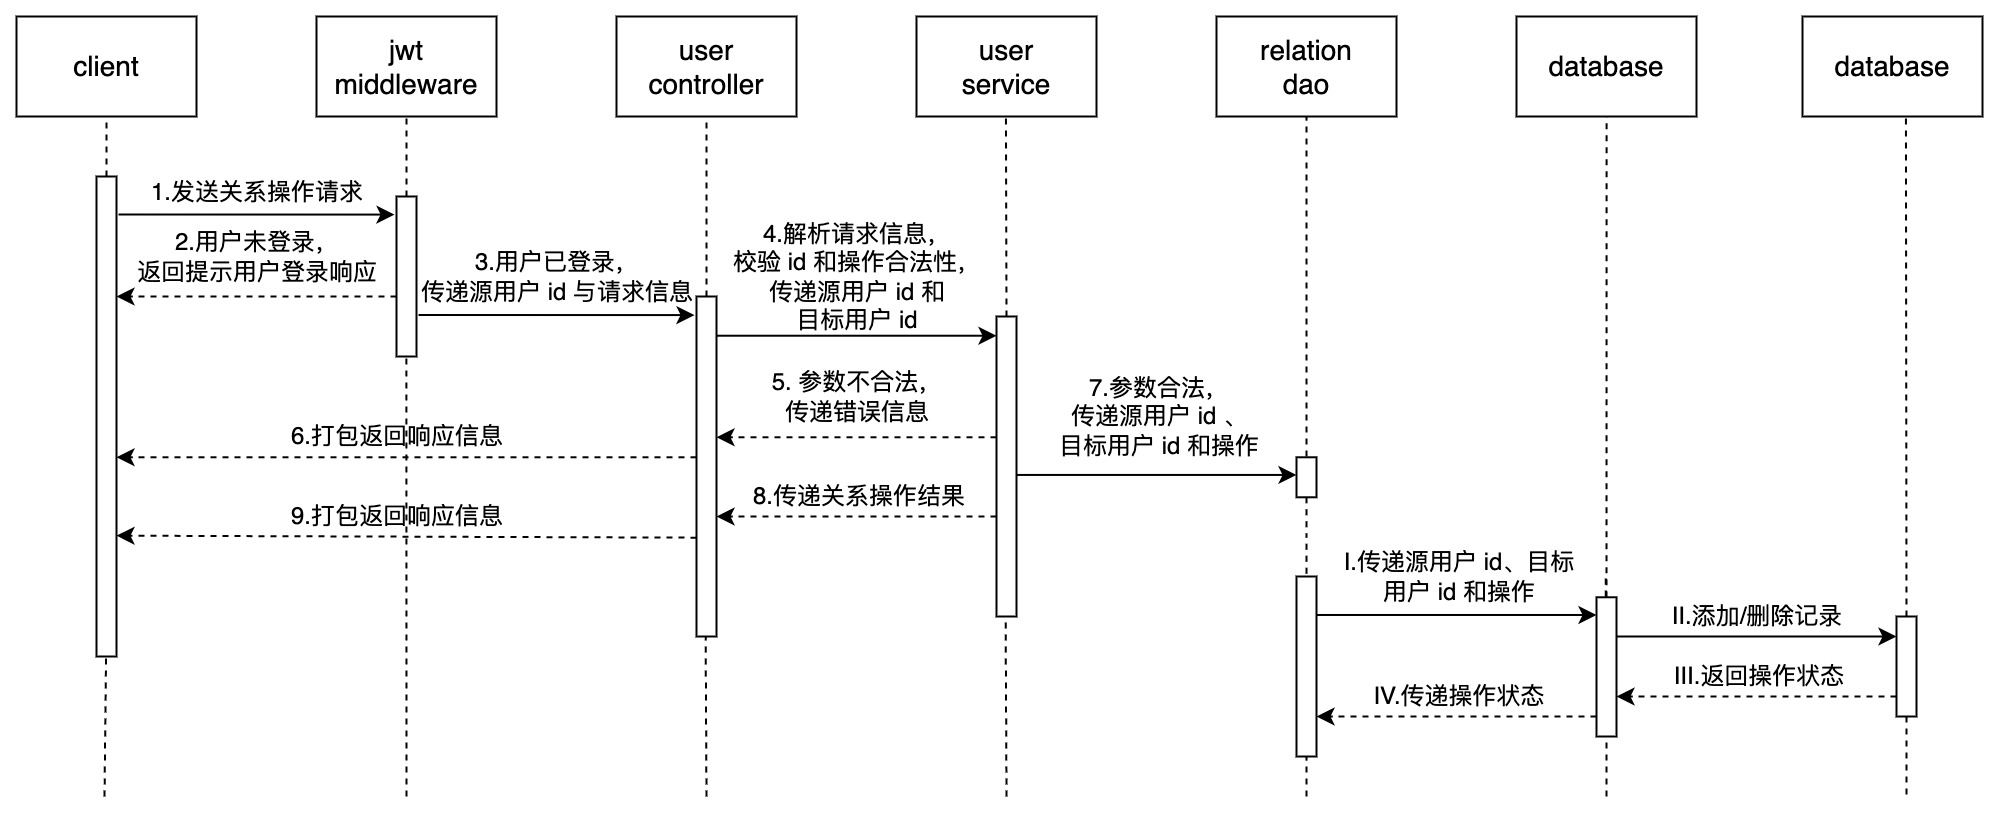 client
jwt
middleware
user
controller
user
service
relation
dao
database
database
1.发送关系操作请求
2.用户未登录，
返回提示用户登录响应
3.用户已登录，
传递源用户 id 与请求信息
4.解析请求信息，
校验 id 和操作合法性，
传递源用户 id 和
目标用户 id
5. 参数不合法，
传递错误信息
6.打包返回响应信息
7.参数合法，
传递源用户 id 、
目标用户 id 和操作
8.传递关系操作结果
9.打包返回响应信息
I.传递源用户 id、目标
用户 id 和操作
II.添加/删除记录
III.返回操作状态
IV.传递操作状态